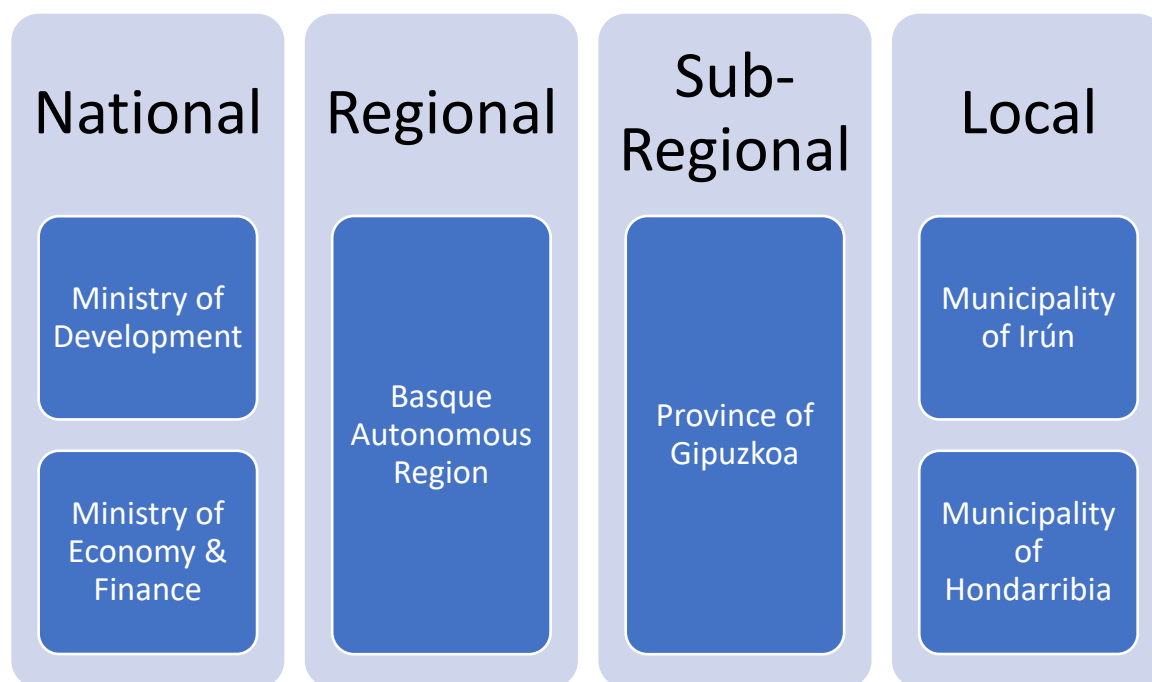 National
Ministry of
Development
Ministry of
Economy &
Finance
Regional
Basque
Autonomous
Region
Sub-
Regional
Province of
Gipuzkoa
Local
Municipality
of Irún
Municipality
of
Hondarribia